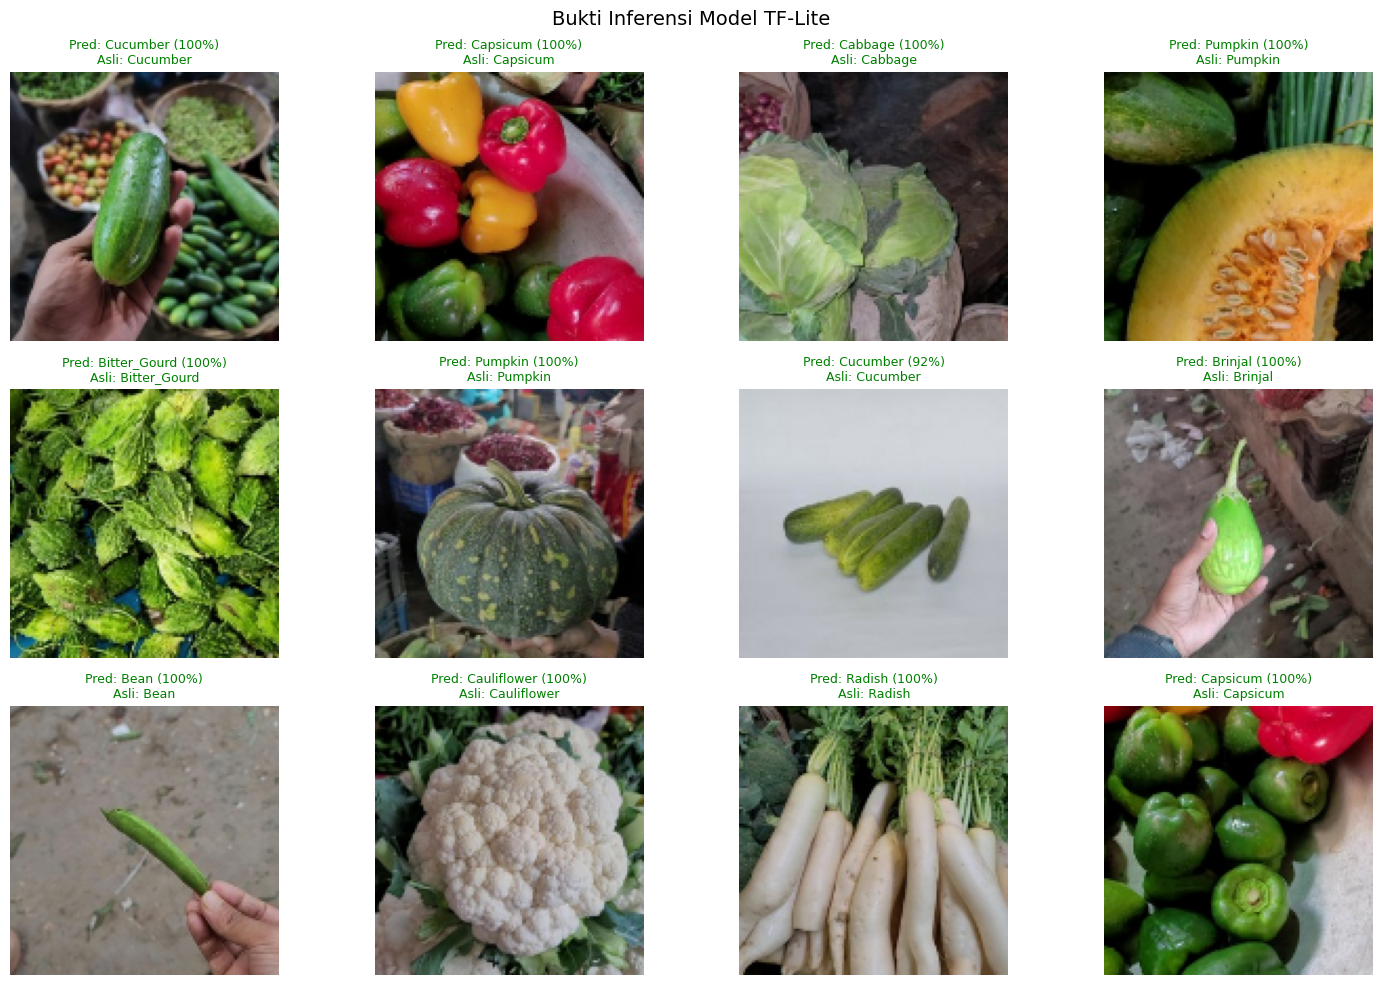 Bukti Inferensi Model TF-Lite
Pred: Cucumber (100%)
Asli: Cucumber
Pred: Capsicum (100%)
Asli: Capsicum
Pred: Cabbage (100%)
Asli: Cabbage
Pred: Pumpkin (100%)
Asli: Pumpkin
Pred: Bitter_Gourd (100%)
Asli: Bitter_Gourd
Pred: Pumpkin (100%)
Asli: Pumpkin
Pred: Cucumber (92%)
Asli: Cucumber
Pred: Brinjal (100%)
Asli: Brinjal
Pred: Bean (100%)
Asli: Bean
Pred: Cauliflower (100%)
Asli: Cauliflower
Pred: Radish (100%)
Asli: Radish
Pred: Capsicum (100%)
Asli: Capsicum